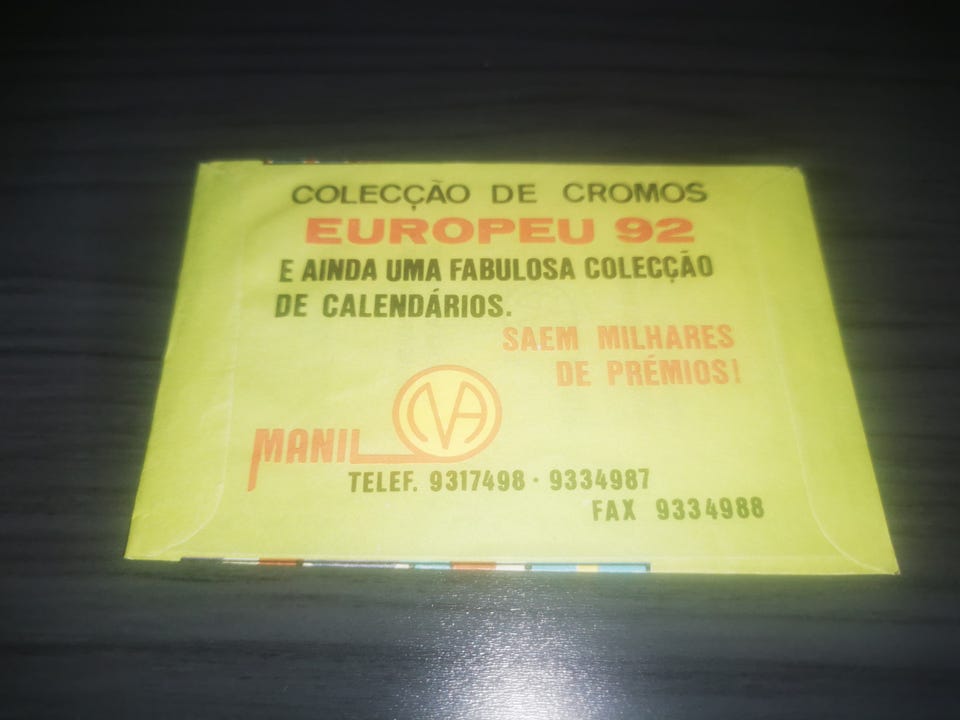 COLECÇÃO DE CROMOS
EUROPEU 92
E AINDA UMA FABULOSA COLECÇÃO
DE CALENDÁRIOS.
SAEM MILHARES
DE PRÉMIOS!
MANIL
TELEF. 9317498 · 9334987
FAX 9334988